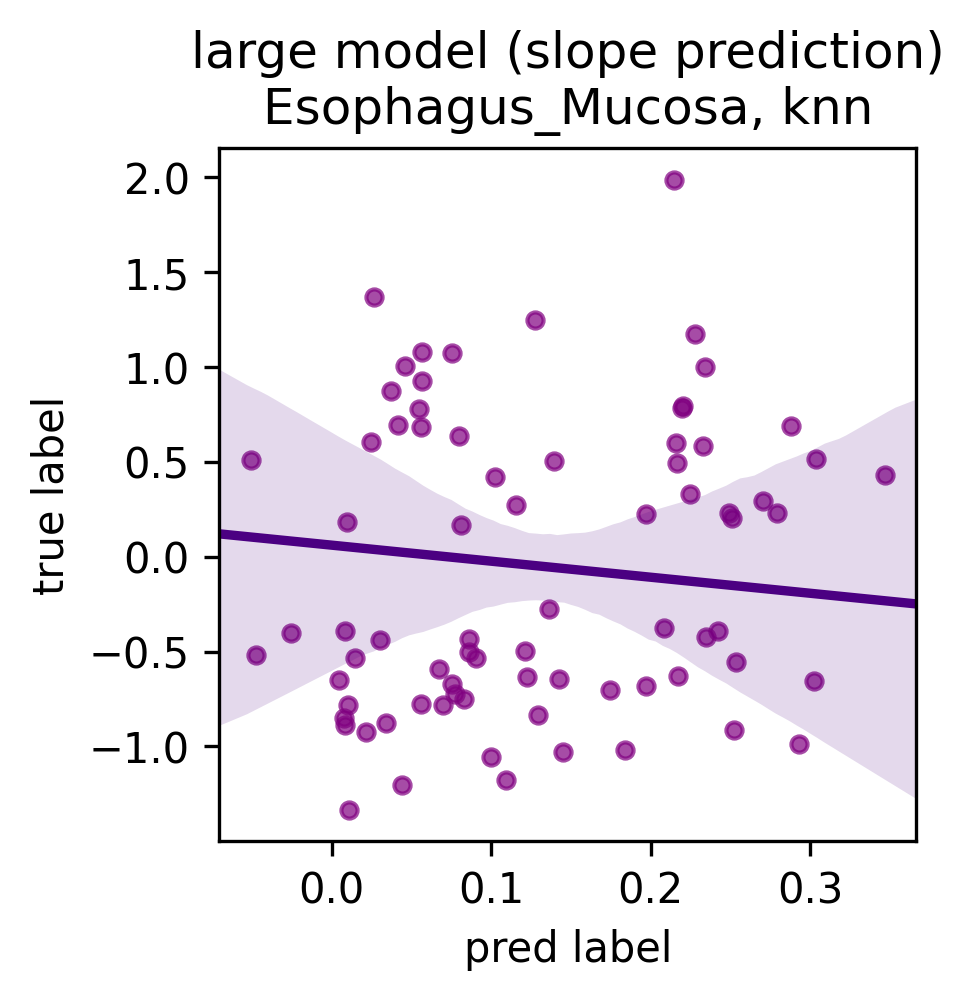 large model (slope prediction)
Esophagus_Mucosa, knn
2.0
1.5
1.0
0.5
0.0
−0.5
−1.0
true label
0.0 0.1 0.2 0.3
pred label